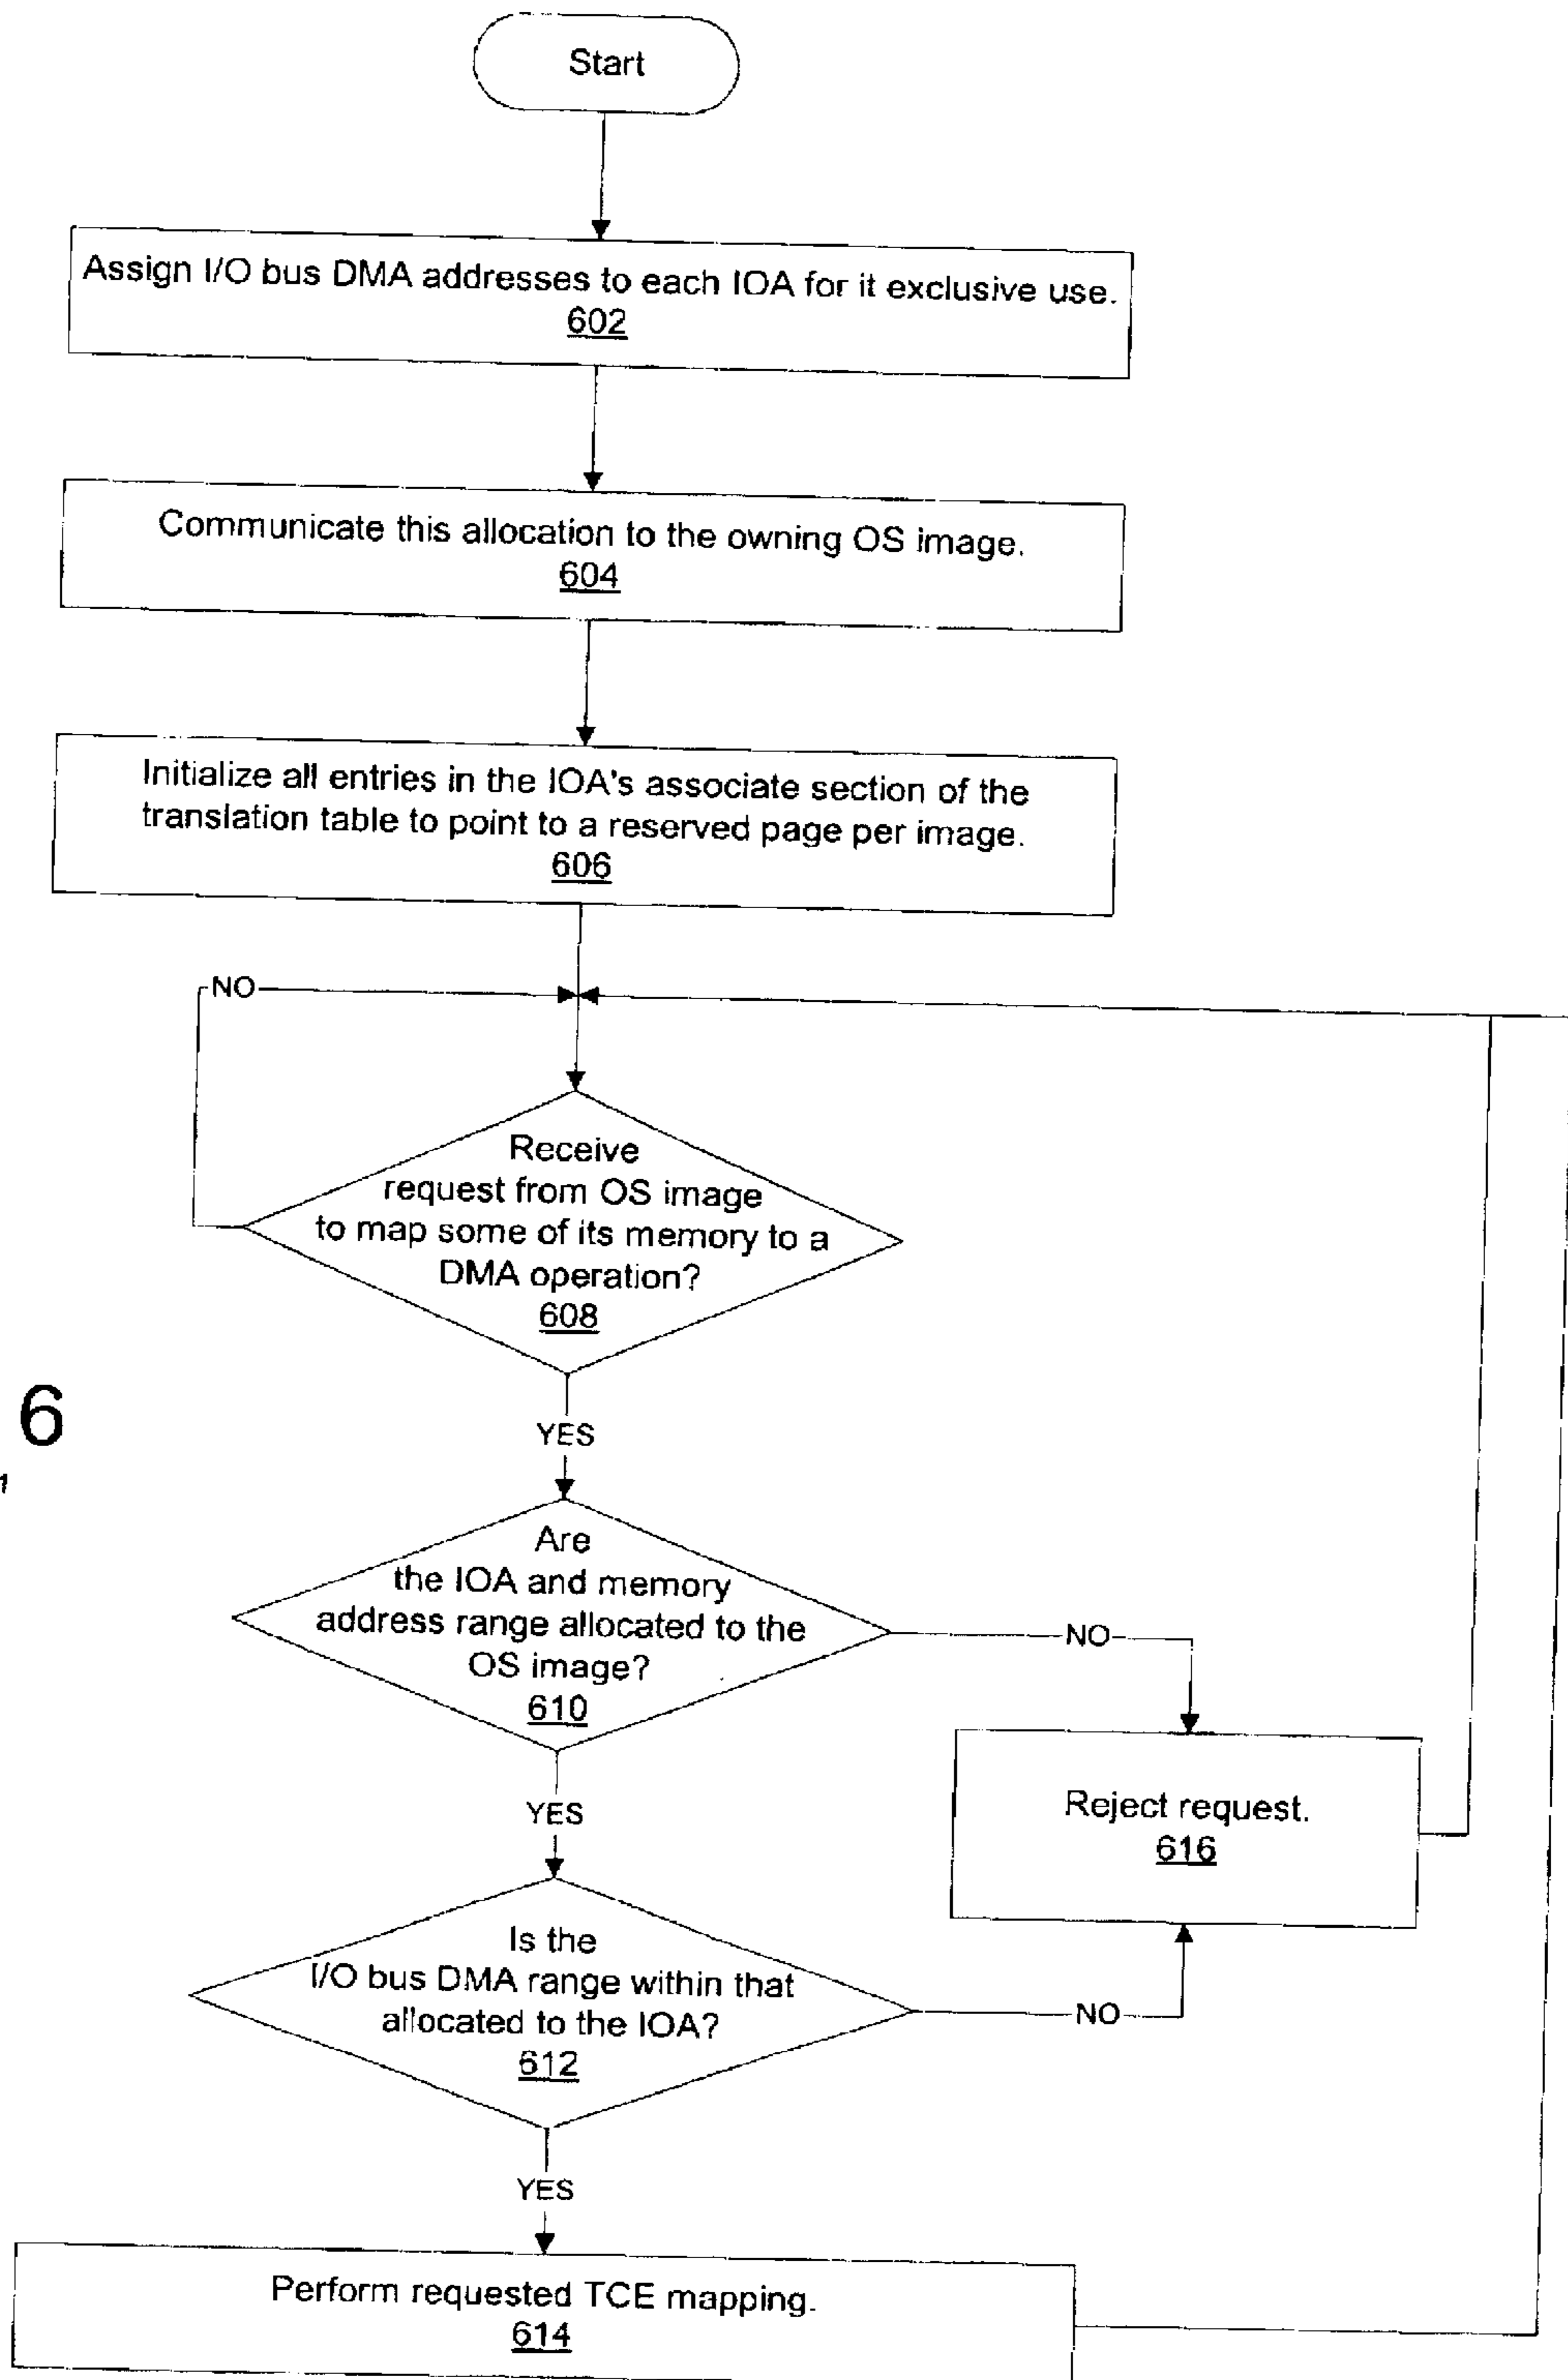 Start
Assign I/O bus DMA addresses to each IOA for it exclusive use.
602
Communicate this allocation to the owning OS image.
604
Initialize all entries in the IOA's associate section of the
translation table to point to a reserved page per image.
606
NO
Receive
request from OS image
to map some of its memory to a
DMA operation?
608
6
YES
Are
the IOA and memory
address range allocated to the
OS image?
610
NO
YES
Reject request.
616
Is the
I/O bus DMA range within that
allocated to the IOA?
612
NO
YES
Perform requested TCE mapping.
614